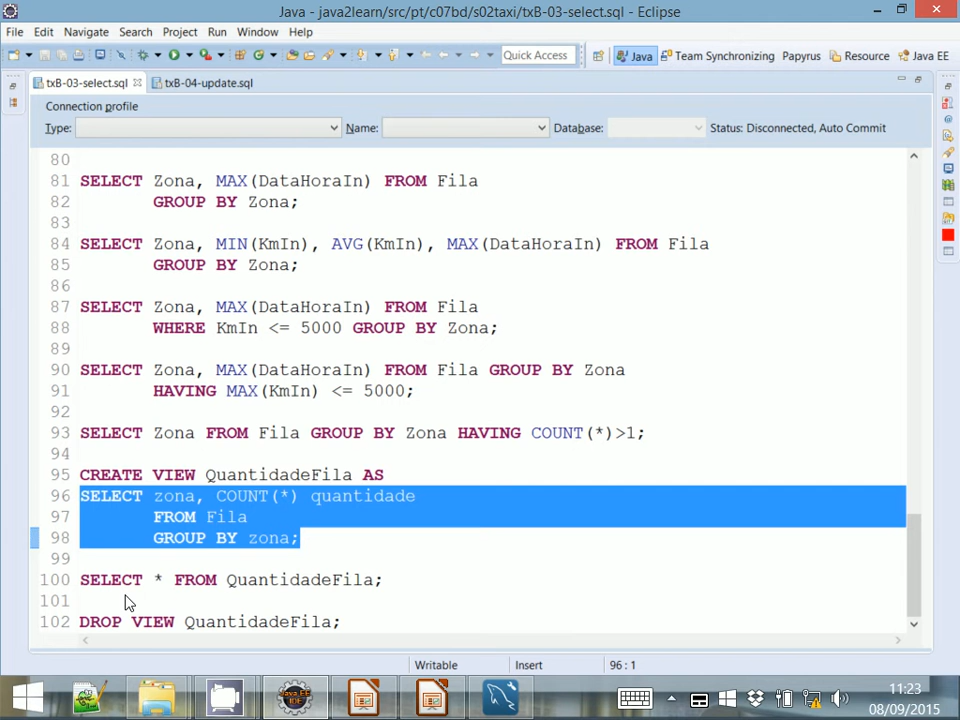 Java - java2learn/src/pt/c07bd/s02taxi/txB-03-select.sql - Eclipse
File Edit Navigate Search Project Run Window Help
Quick Access Java Team Synchronizing Papyrus Resource Java EE
txB-03-select.sql txB-04-update.sql
Connection profile
Type: Name: Database: Status: Disconnected, Auto Commit
80
81 SELECT Zona, MAX(DataHoraIn) FROM Fila
82 GROUP BY Zona;
83
84 SELECT Zona, MIN(KmIn), AVG(KmIn), MAX(DataHoraIn) FROM Fila
85 GROUP BY Zona;
86
87 SELECT Zona, MAX(DataHoraIn) FROM Fila
88 WHERE KmIn <= 5000 GROUP BY Zona;
89
90 SELECT Zona, MAX(DataHoraIn) FROM Fila GROUP BY Zona
91 HAVING MAX(KmIn) <= 5000;
92
93 SELECT Zona FROM Fila GROUP BY Zona HAVING COUNT(*)>1;
94
95 CREATE VIEW QuantidadeFila AS
96 SELECT zona, COUNT(*) quantidade
97 FROM Fila
98 GROUP BY zona;
99
100 SELECT * FROM QuantidadeFila;
101
102 DROP VIEW QuantidadeFila;
Writable Insert 96 : 1
Java EE
IDE
11:23
08/09/2015